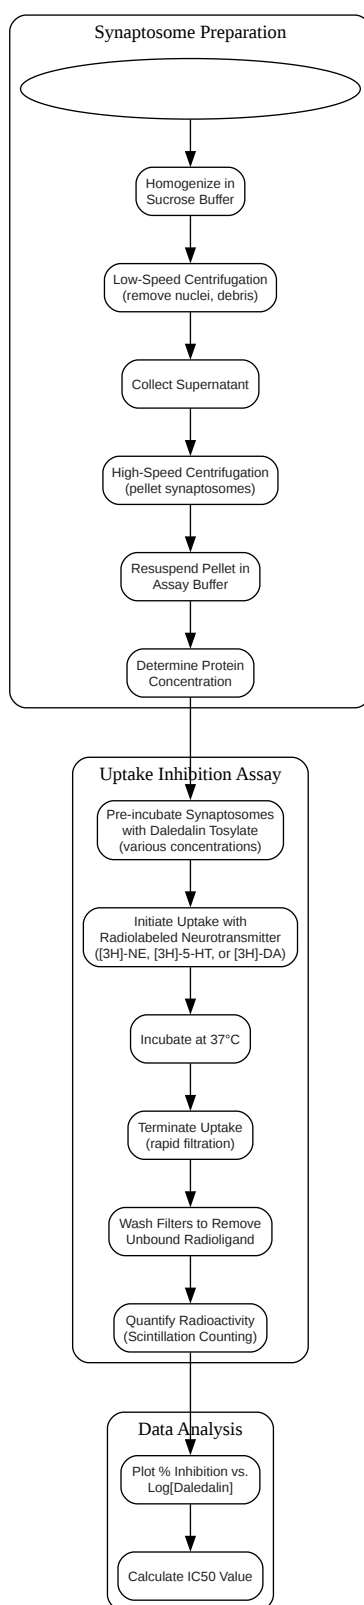 Synaptosome Preparation
Homogenize in
Sucrose Buffer
Low-Speed Centrifugation
(remove nuclei, debris)
Collect Supernatant
High-Speed Centrifugation
(pellet synaptosomes)
Resuspend Pellet in
Assay Buffer
Determine Protein
Concentration
Uptake Inhibition Assay
Pre-incubate Synaptosomes
with Daledalin Tosylate
(various concentrations)
Initiate Uptake with
Radiolabeled Neurotransmitter
([3H]-NE, [3H]-5-HT, or [3H]-DA)
Incubate at 37°C
Terminate Uptake
(rapid filtration)
Wash Filters to Remove
Unbound Radioligand
Quantify Radioactivity
(Scintillation Counting)
Data Analysis
Plot % Inhibition vs.
Log[Daledalin]
Calculate IC50 Value